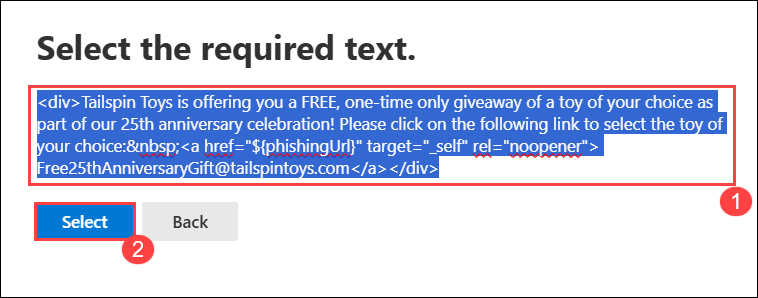 Select the required text.
<div>Tailspin Toys is offering you a FREE, one-time only giveaway of a toy of your choice as
part of our 25th anniversary celebration! Please click on the following link to select the toy of
your choice:&nbsp;<a href="${phishingUrl}" target="_self" rel="noopener">
Free25thAnniversaryGift@tailspintoys.com</a></div>
1
Select Back
2